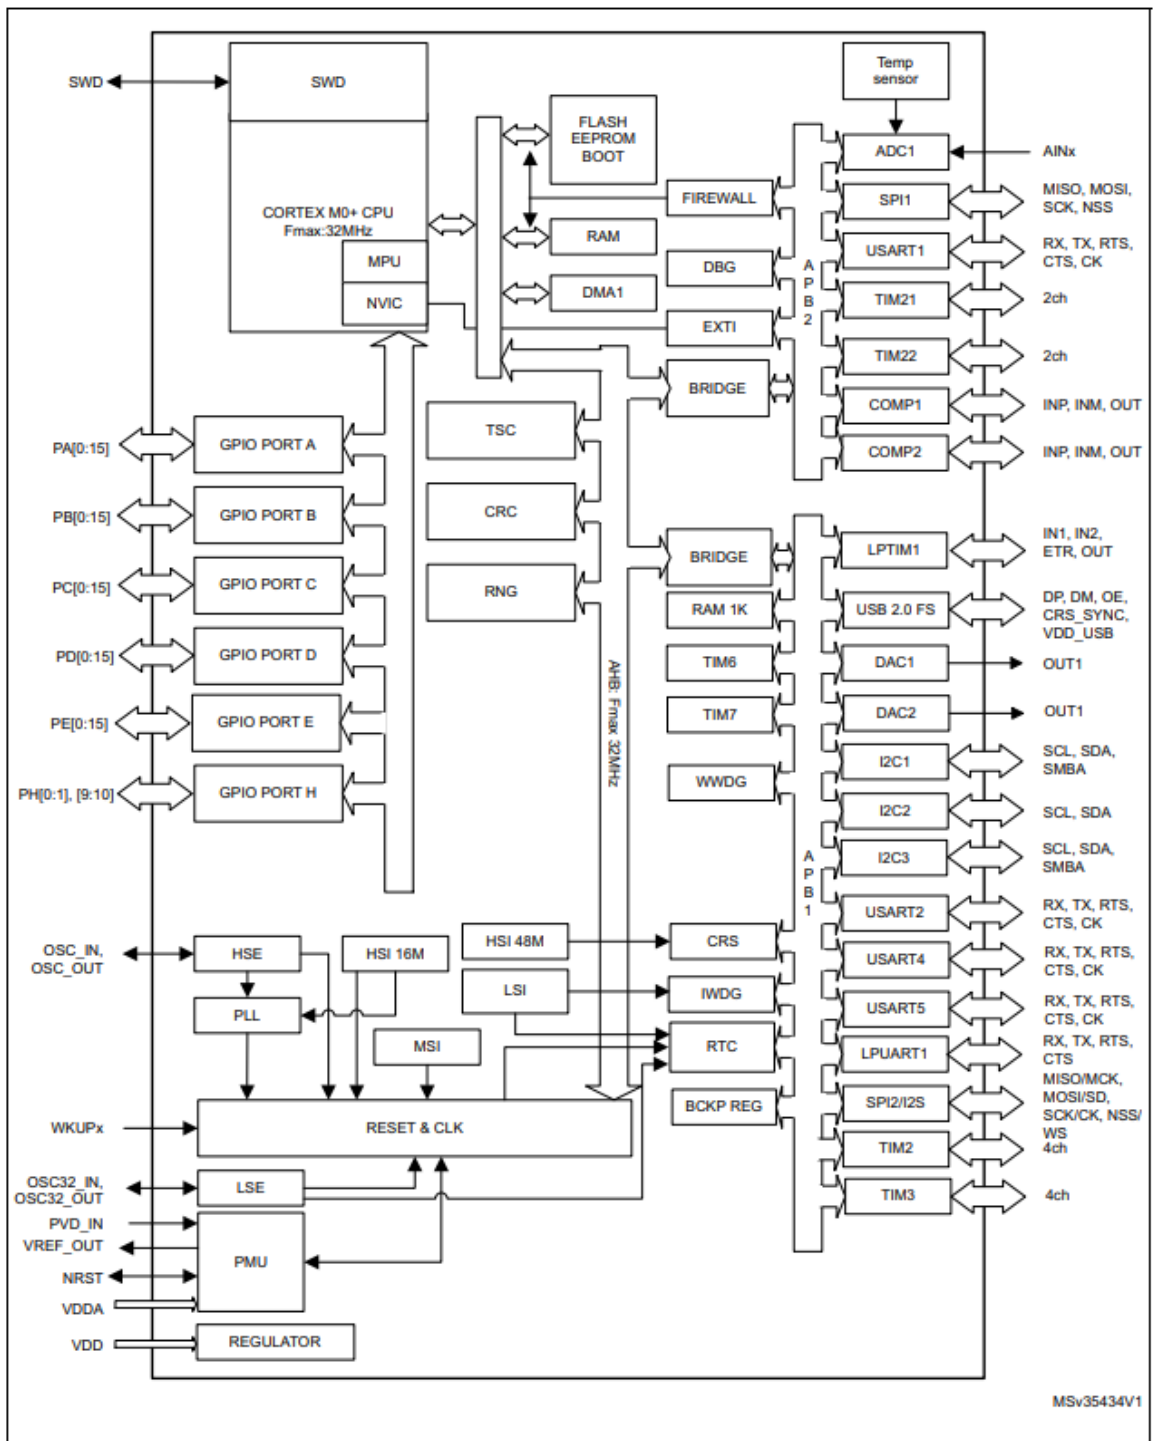 SWD
SWD
CORTEX M0+ CPU
Fmax:32MHz
MPU
NVIC
FLASH
EEPROM
BOOT
RAM
DMA1
FIREWALL
DBG
EXTI
BRIDGE
A
P
B
2
Temp
sensor
ADC1
AINx
SPI1
MISO, MOSI,
SCK, NSS
USART1
RX, TX, RTS,
CTS, CK
TIM21
2ch
TIM22
2ch
COMP1
INP, INM, OUT
COMP2
INP, INM, OUT
TSC
CRC
RNG
AHB: Fmax 32MHz
PA[0:15]
GPIO PORT A
PB[0:15]
GPIO PORT B
PC[0:15]
GPIO PORT C
PD[0:15]
GPIO PORT D
PE[0:15]
GPIO PORT E
PH[0:1], [9:10]
GPIO PORT H
BRIDGE
RAM 1K
TIM6
TIM7
WWDG
A
P
B
1
LPTIM1
IN1, IN2,
ETR, OUT
USB 2.0 FS
DP, DM, OE,
CRS_SYNC,
VDD_USB
DAC1
OUT1
DAC2
OUT1
I2C1
SCL, SDA,
SMBA
I2C2
SCL, SDA
I2C3
SCL, SDA,
SMBA
USART2
RX, TX, RTS,
CTS, CK
USART4
RX, TX, RTS,
CTS, CK
USART5
RX, TX, RTS,
CTS, CK
LPUART1
RX, TX, RTS,
CTS
SPI2/I2S
MISO/MCK,
MOSI/SD,
SCK/CK, NSS/
WS
TIM2
4ch
TIM3
4ch
OSC_IN,
OSC_OUT
HSE
HSI 16M
PLL
MSI
HSI 48M
CRS
LSI
IWDG
RTC
BCKP REG
WKUPx
RESET & CLK
OSC32_IN,
OSC32_OUT
LSE
PVD_IN
VREF_OUT
NRST
VDDA
PMU
VDD
REGULATOR
MSv35434V1